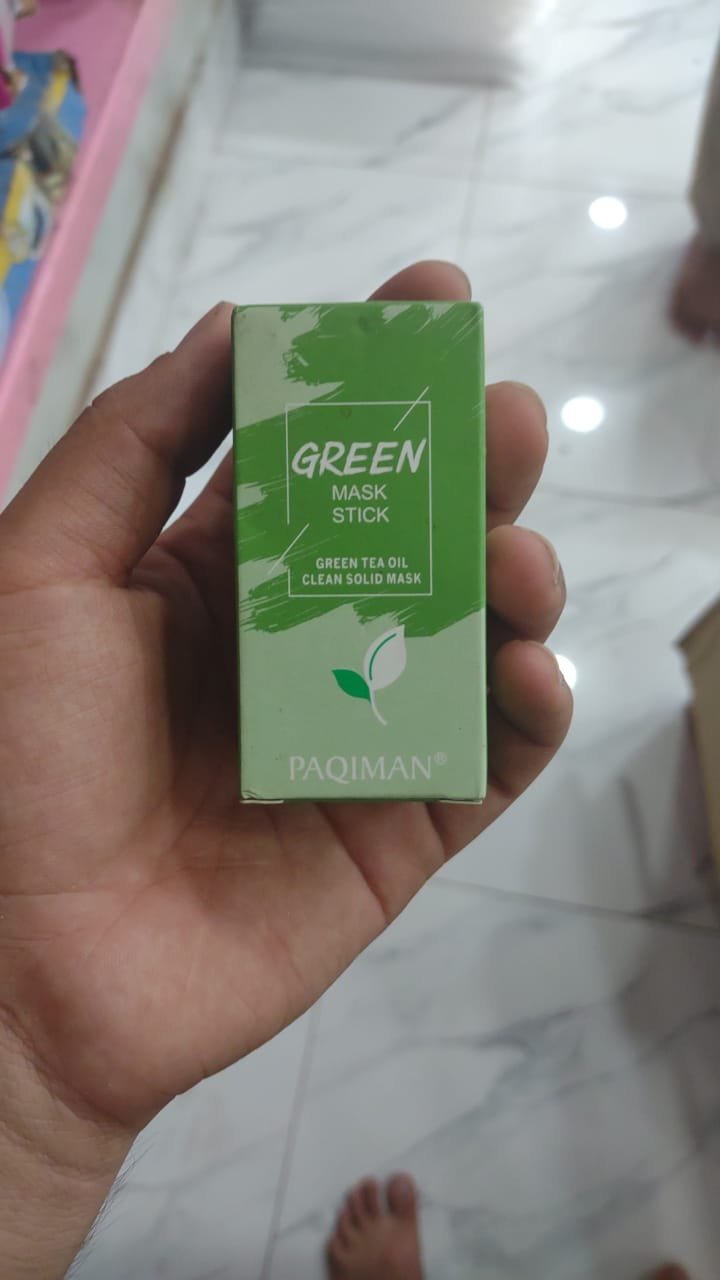 GREEN
MASK
STICK
GREEN TEA OIL
CLEAN SOLID MASK
PAQIMAN®